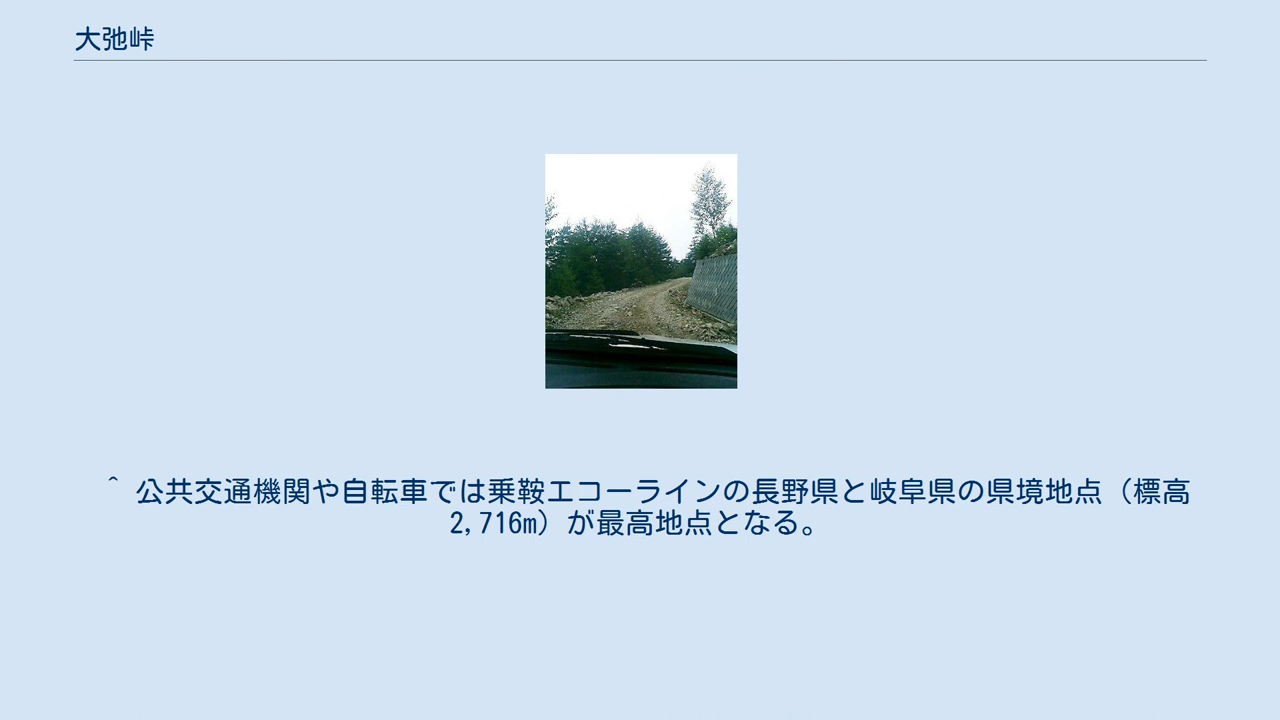 大弛峠
^ 公共交通機関や自転車では乗鞍エコーラインの長野県と岐阜県の県境地点（標高
2,716m）が最高地点となる。